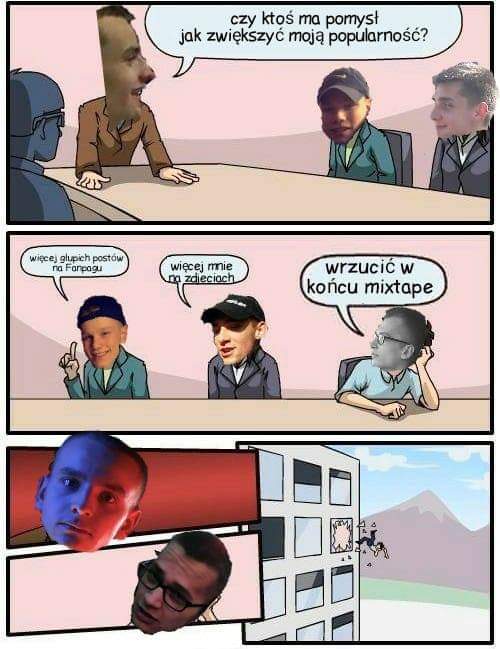 czy ktoś ma pomysł
jak zwiększyć moją popularność?
więcej głupich postów
na Fanpagu
więcej mnie
na zdjeciach
wrzucić w
końcu mixtape